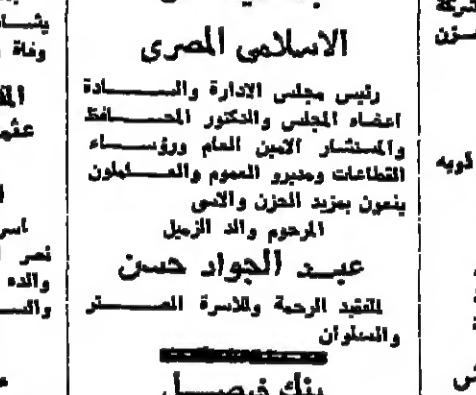 الاسلامى المصرى
رئيس مجلس الادارة والسادة
اعضاء المجلس والدكتور المحافظ
والمستشار الامين العام ورؤساء
القطاعات ومديرو العموم والعاملون
ينعون بمزيد الحزن والاسى
المرحوم والد الزميل
عبد الجواد حسن
للفقيد الرحمة وللاسرة الصبر
والسلوان
بنك فيصل